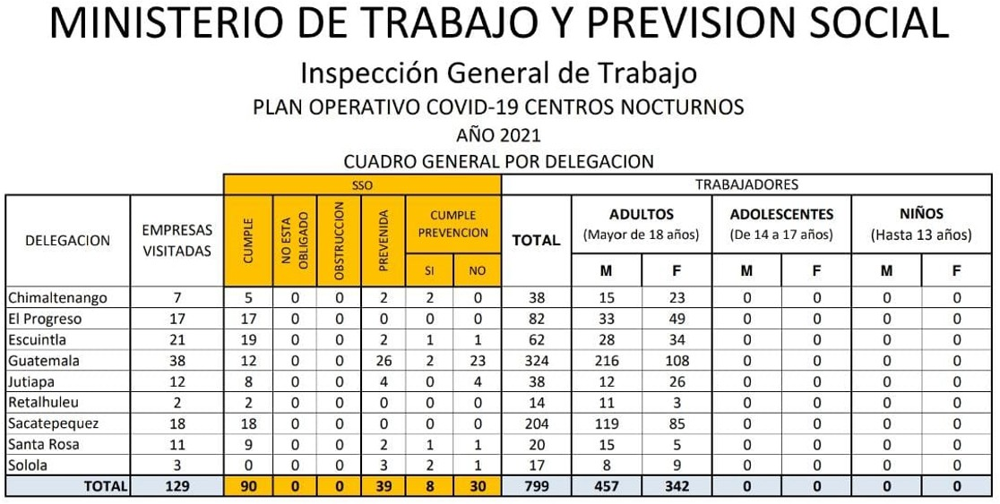 MINISTERIO DE TRABAJO Y PREVISION SOCIAL
Inspección General de Trabajo
PLAN OPERATIVO COVID-19 CENTROS NOCTURNOS
AÑO 2021
CUADRO GENERAL POR DELEGACION
SSO TRABAJADORES
DELEGACION EMPRESAS VISITADAS CUMPLE NO ESTA OBLIGADO OBSTRUCCION PREVENIDA CUMPLE PREVENCION TOTAL ADULTOS (Mayor de 18 años) ADOLESCENTES (De 14 a 17 años) NIÑOS (Hasta 13 años)
SI NO M F M F M F
Chimaltenango 7 5 0 0 2 2 0 38 15 23 0 0 0 0
El Progreso 17 17 0 0 0 0 0 82 33 49 0 0 0 0
Escuintla 21 19 0 0 2 1 1 62 28 34 0 0 0 0
Guatemala 38 12 0 0 26 2 23 324 216 108 0 0 0 0
Jutiapa 12 8 0 0 4 0 4 38 12 26 0 0 0 0
Retalhuleu 2 2 0 0 0 0 0 14 11 3 0 0 0 0
Sacatepequez 18 18 0 0 0 0 0 204 119 85 0 0 0 0
Santa Rosa 11 9 0 0 2 1 1 20 15 5 0 0 0 0
Solola 3 0 0 0 3 2 1 17 8 9 0 0 0 0
TOTAL 129 90 0 0 39 8 30 799 457 342 0 0 0 0